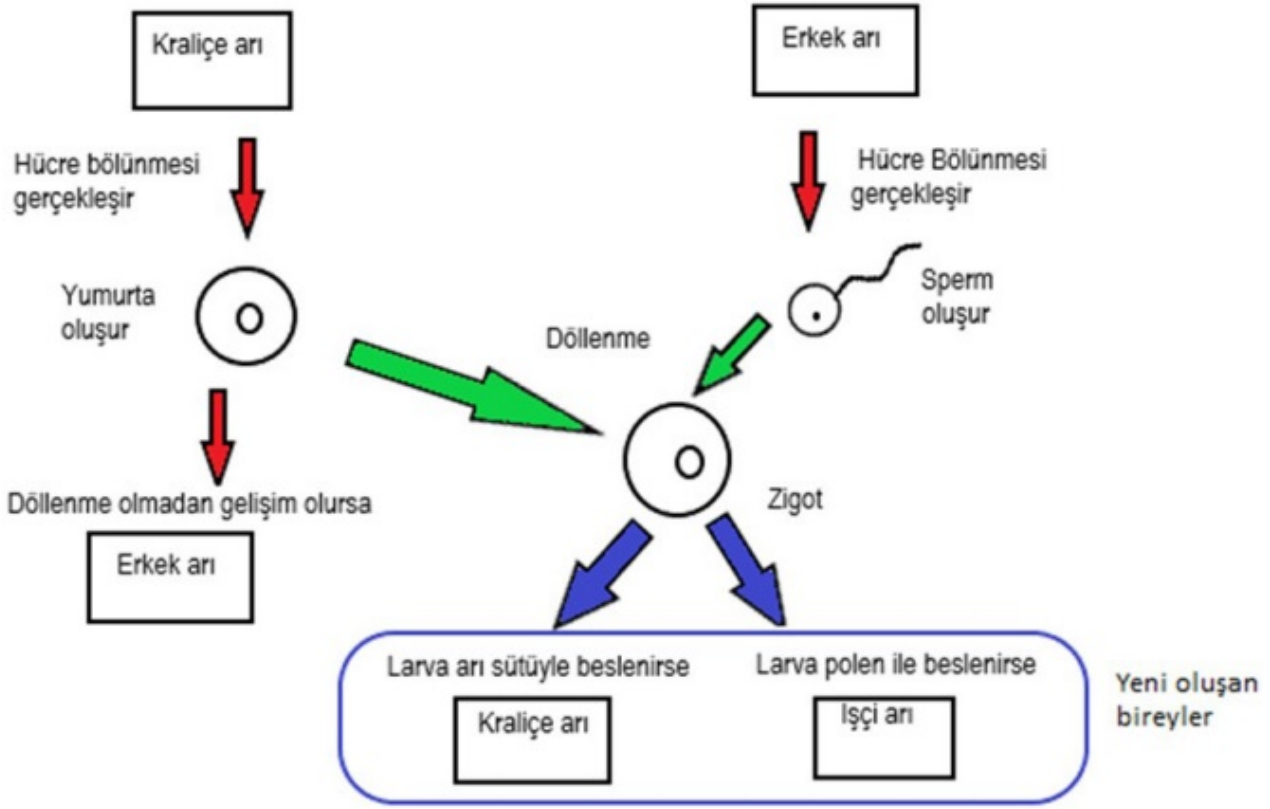 Kraliçe arı
Erkek arı
Hücre bölünmesi
gerçekleşir
Hücre Bölünmesi
gerçekleşir
Yumurta
oluşur
Sperm
oluşur
Döllenme
Döllenme olmadan gelişim olursa
Erkek arı
Zigot
Larva arı sütüyle beslenirse
Kraliçe arı
Larva polen ile beslenirse
Işçi arı
Yeni oluşan
bireyler